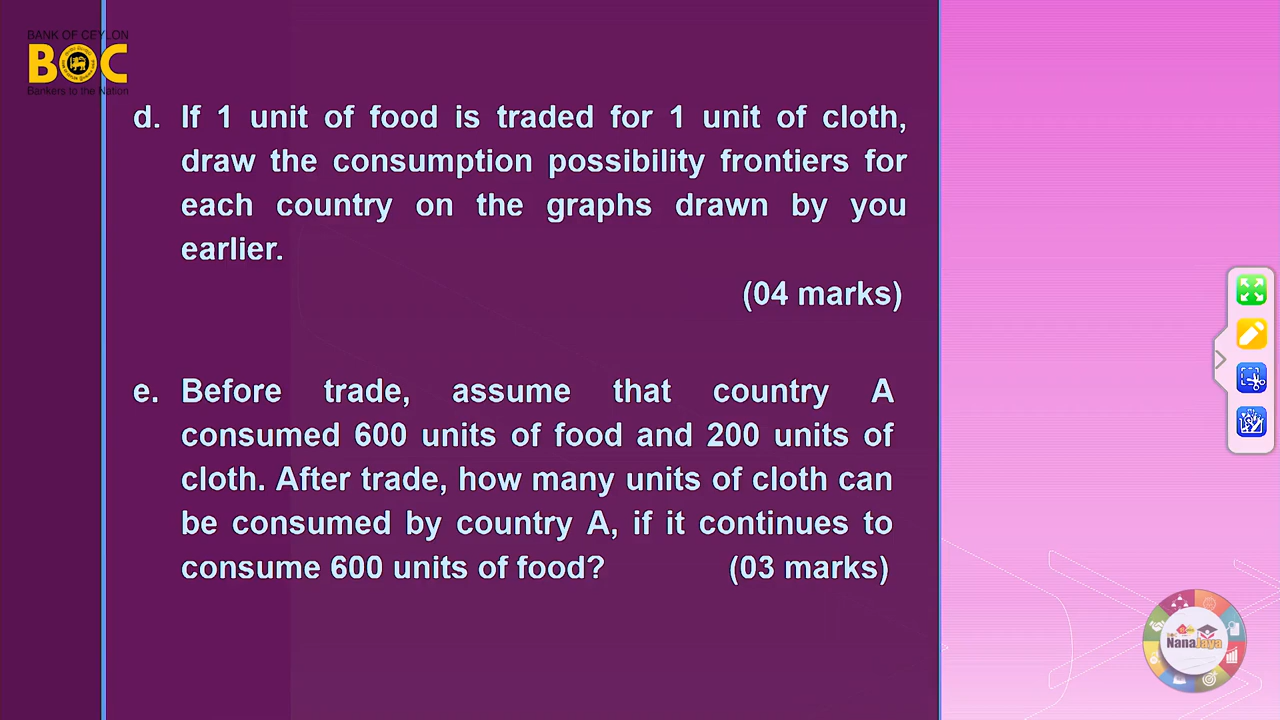 BANK OF CEYLON
BOC
Bankers to the Nation
d. If 1 unit of food is traded for 1 unit of cloth,
draw the consumption possibility frontiers for
each country on the graphs drawn by you
earlier.
(04 marks)
e. Before trade, assume that country A
consumed 600 units of food and 200 units of
cloth. After trade, how many units of cloth can
be consumed by country A, if it continues to
consume 600 units of food? (03 marks)
NanaJaya